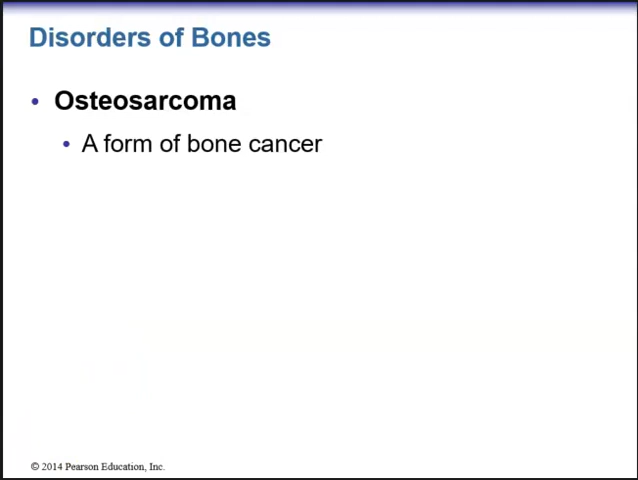 Disorders of Bones
• Osteosarcoma
• A form of bone cancer
© 2014 Pearson Education, Inc.